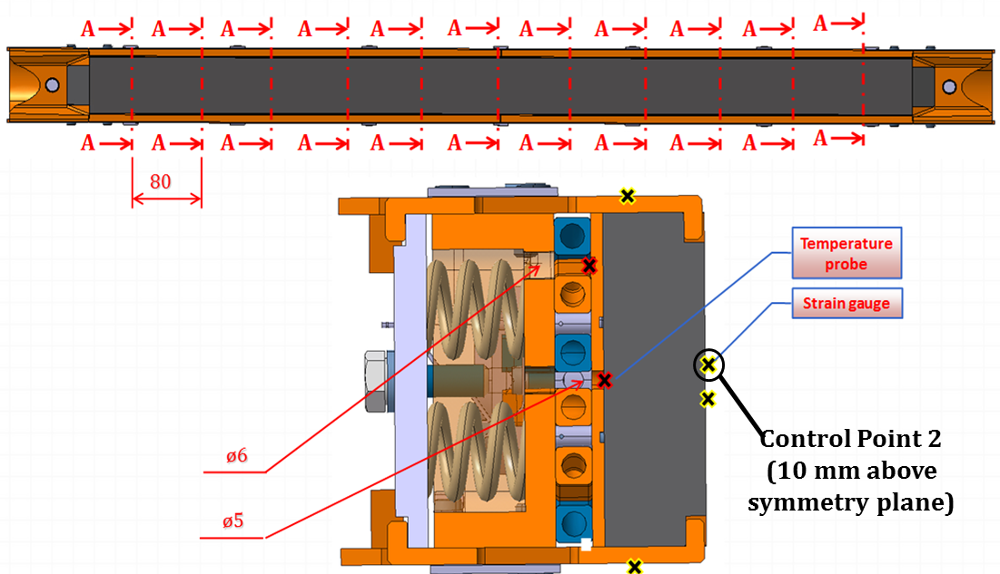 A A A A A A A A A A A
A A A A A A A A A A A
80
Temperature
probe
Strain gauge
ø6
ø5
Control Point 2
(10 mm above
symmetry plane)